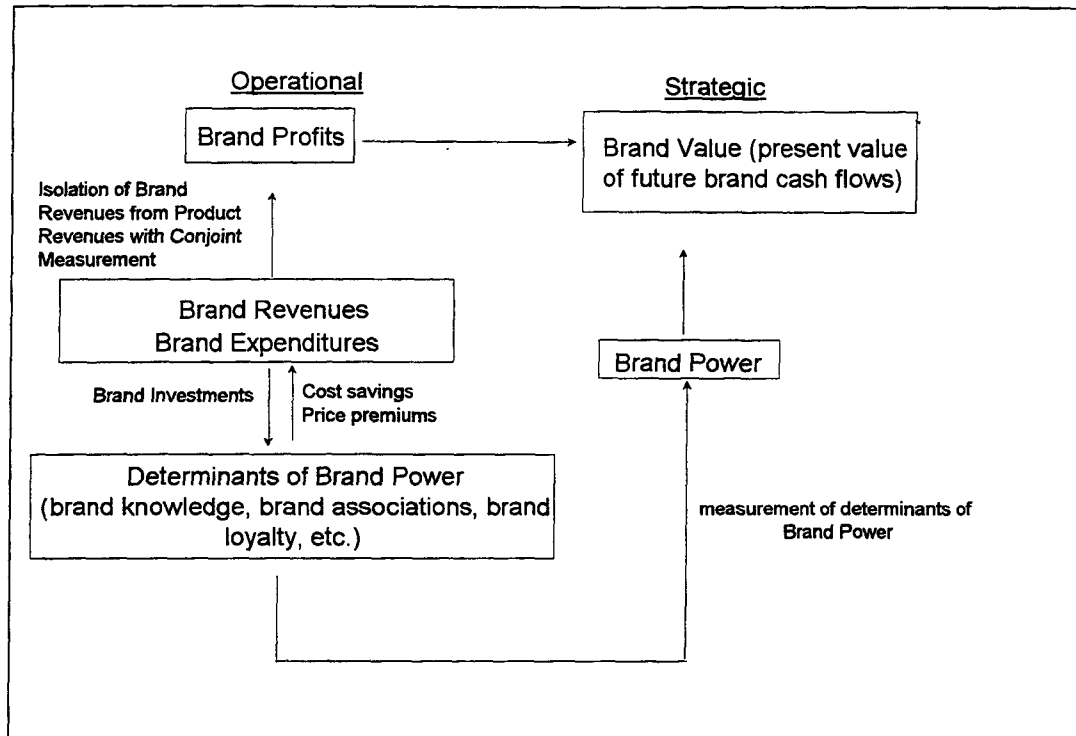 Operational
Strategic
Brand Profits
Brand Value (present value
of future brand cash flows)
Isolation of Brand
Revenues from Product
Revenues with Conjoint
Measurement
Brand Revenues
Brand Expenditures
Brand Power
Brand Investments
Cost savings
Price premiums
Determinants of Brand Power
(brand knowledge, brand associations, brand
loyalty, etc.)
measurement of determinants of
Brand Power